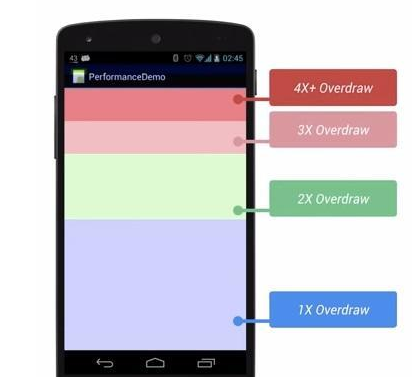 43
02:45
PerformanceDemo
4X+ Overdraw
3X Overdraw
2X Overdraw
1X Overdraw